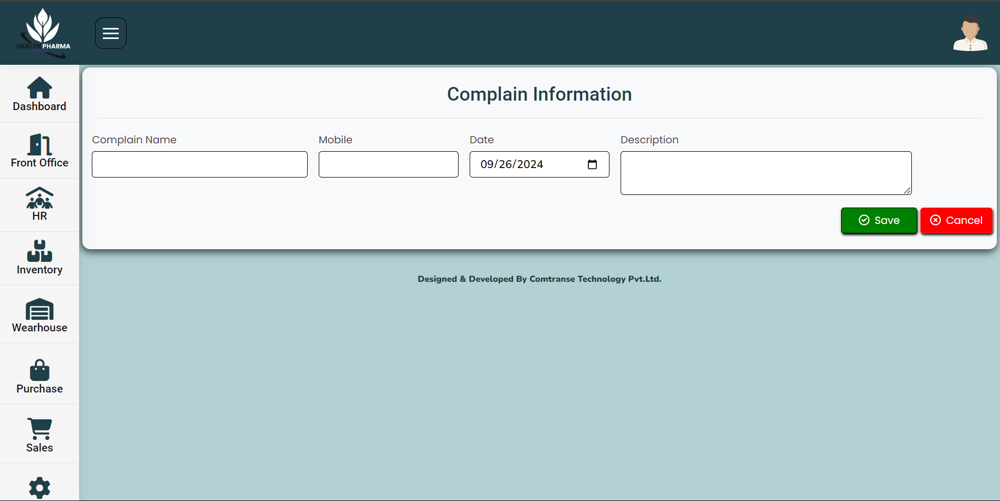 HEALTH PHARMA
Dashboard
Front Office
HR
Inventory
Wearhouse
Purchase
Sales
Complain Information
Complain Name
Mobile
Date
Description
09/26/2024
Save
Cancel
Designed & Developed By Comtranse Technology Pvt.Ltd.